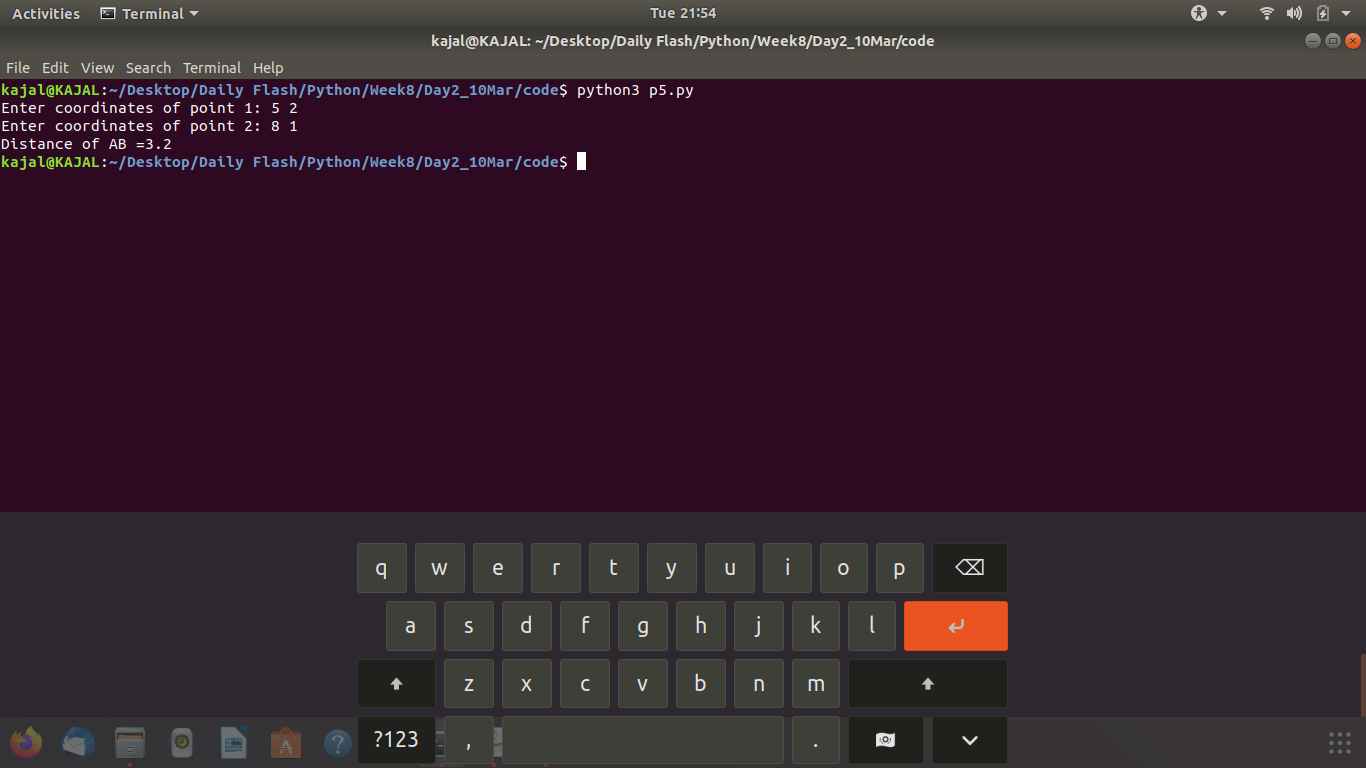 Activities Terminal Tue 21:54
kajal@KAJAL: ~/Desktop/Daily Flash/Python/Week8/Day2_10Mar/code
File Edit View Search Terminal Help
kajal@KAJAL:~/Desktop/Daily Flash/Python/Week8/Day2_10Mar/code$ python3 p5.py
Enter coordinates of point 1: 5 2
Enter coordinates of point 2: 8 1
Distance of AB =3.2
kajal@KAJAL:~/Desktop/Daily Flash/Python/Week8/Day2_10Mar/code$
q w e r t y u i o p
a s d f g h j k l
z x c v b n m
?123 , .